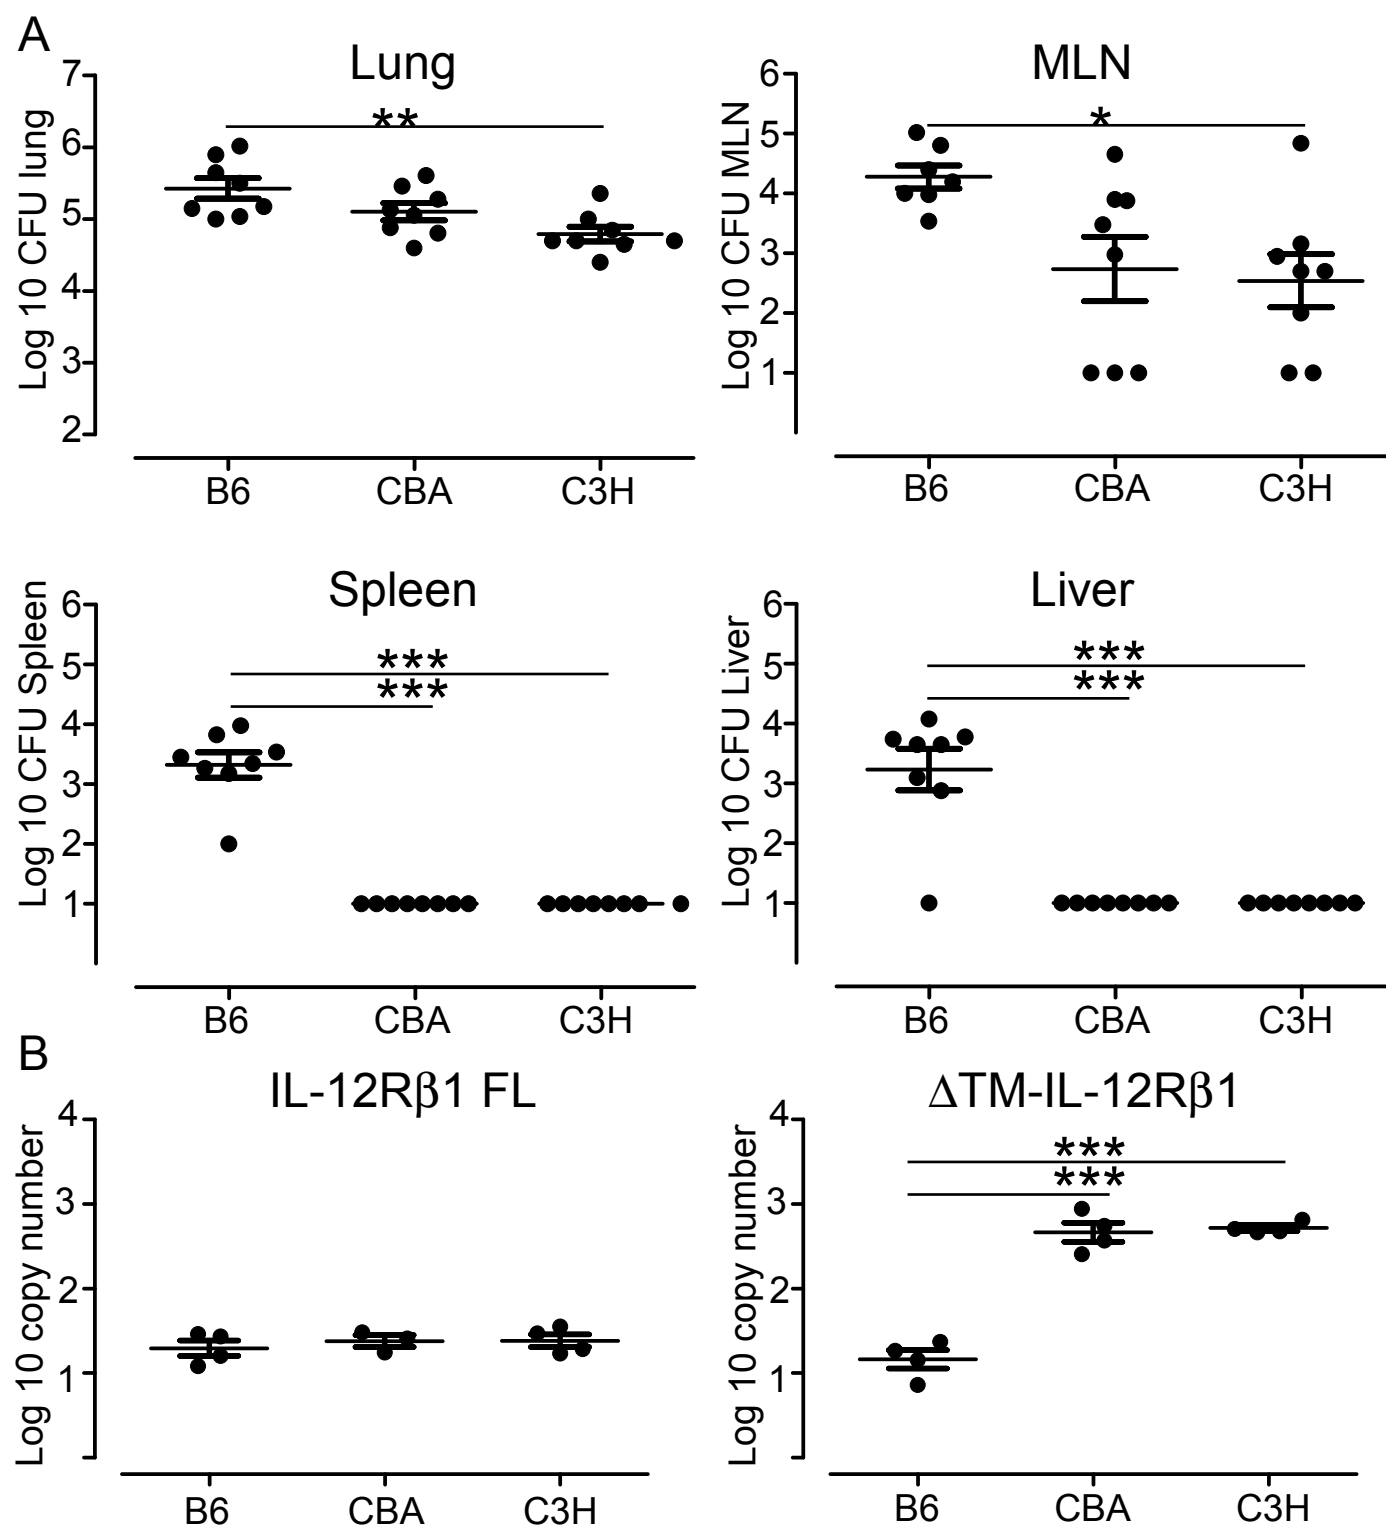 A
Lung
Log 10 CFU lung
7
6
5
4
3
2
**
B6 CBA C3H
MLN
Log 10 CFU MLN
6
5
4
3
2
1
*
B6 CBA C3H
Spleen
Log 10 CFU Spleen
6
5
4
3
2
1
***
***
B6 CBA C3H
Liver
Log 10 CFU Liver
6
5
4
3
2
1
***
***
B6 CBA C3H
B
IL-12Rβ1 FL
Log 10 copy number
4
3
2
1
B6 CBA C3H
ΔTM-IL-12Rβ1
Log 10 copy number
4
3
2
1
***
***
B6 CBA C3H